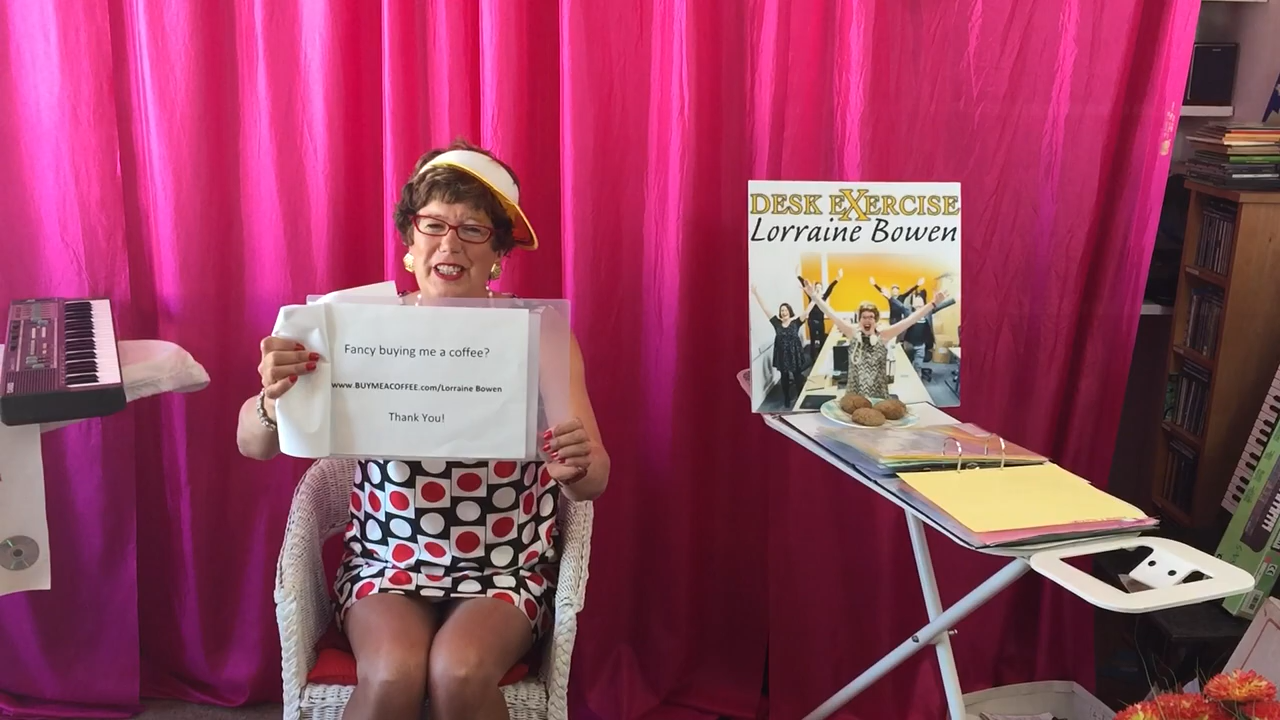 Fancy buying me a coffee?
www.BUYMEACOFFEE.com/Lorraine Bowen
Thank You!
DESK EXERCISE
Lorraine Bowen